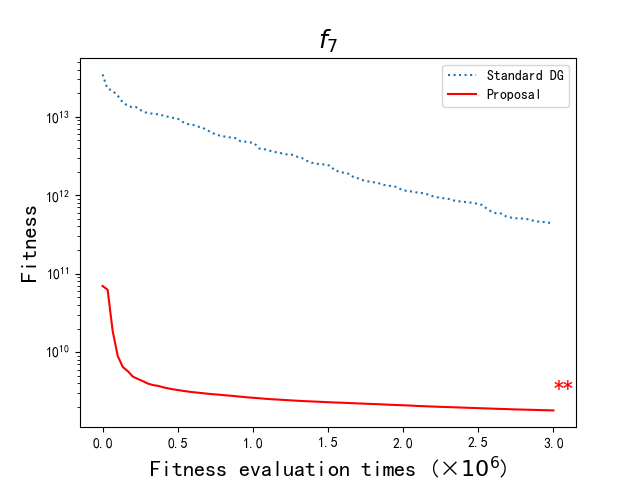 f7
Standard DG
Proposal
10^13
10^12
10^11
10^10
Fitness
**
0.0 0.5 1.0 1.5 2.0 2.5 3.0
Fitness evaluation times (×10^6)